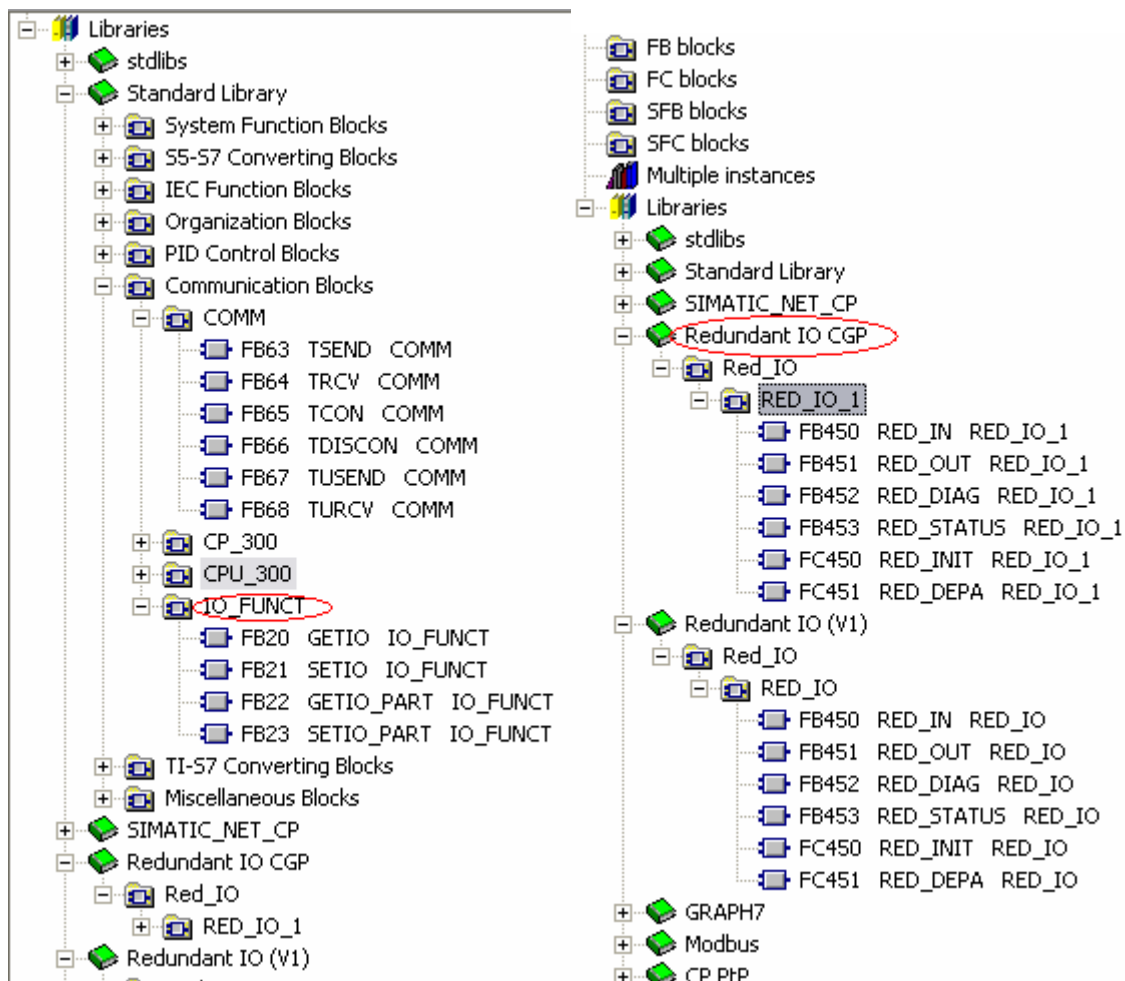 Libraries
stdlibs
Standard Library
System Function Blocks
S5-S7 Converting Blocks
IEC Function Blocks
Organization Blocks
PID Control Blocks
Communication Blocks
COMM
FB63 TSEND COMM
FB64 TRCV COMM
FB65 TCON COMM
FB66 TDISCON COMM
FB67 TUSEND COMM
FB68 TURCV COMM
CP_300
CPU_300
IO_FUNCT
FB20 GETIO IO_FUNCT
FB21 SETIO IO_FUNCT
FB22 GETIO_PART IO_FUNCT
FB23 SETIO_PART IO_FUNCT
TI-S7 Converting Blocks
Miscellaneous Blocks
SIMATIC_NET_CP
Redundant IO CGP
Red_IO
RED_IO_1
Redundant IO (V1)
FB blocks
FC blocks
SFB blocks
SFC blocks
Multiple instances
Libraries
stdlibs
Standard Library
SIMATIC_NET_CP
Redundant IO CGP
Red_IO
RED_IO_1
FB450 RED_IN RED_IO_1
FB451 RED_OUT RED_IO_1
FB452 RED_DIAG RED_IO_1
FB453 RED_STATUS RED_IO_1
FC450 RED_INIT RED_IO_1
FC451 RED_DEPA RED_IO_1
Redundant IO (V1)
Red_IO
RED_IO
FB450 RED_IN RED_IO
FB451 RED_OUT RED_IO
FB452 RED_DIAG RED_IO
FB453 RED_STATUS RED_IO
FC450 RED_INIT RED_IO
FC451 RED_DEPA RED_IO
GRAPH7
Modbus
CP PtP